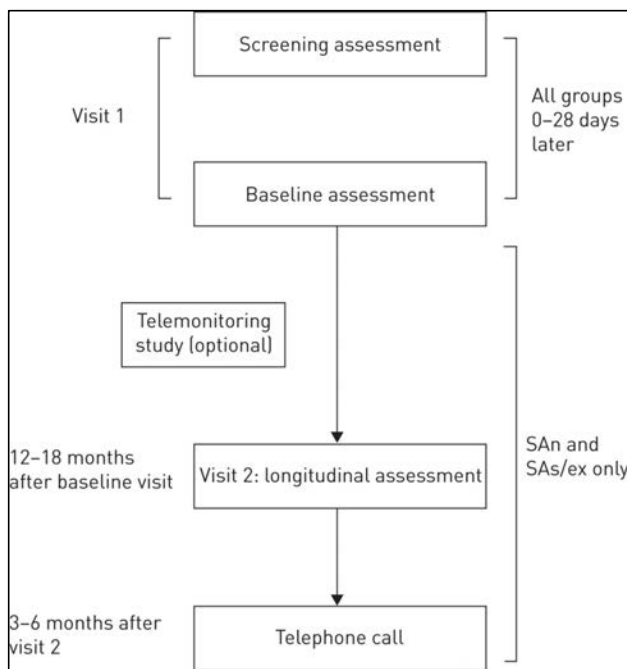 Screening assessment
Visit 1
All groups
0–28 days
later
Baseline assessment
Telemonitoring
study (optional)
12–18 months
after baseline visit
Visit 2: longitudinal assessment
SAn and
SAs/ex only
3–6 months after
visit 2
Telephone call